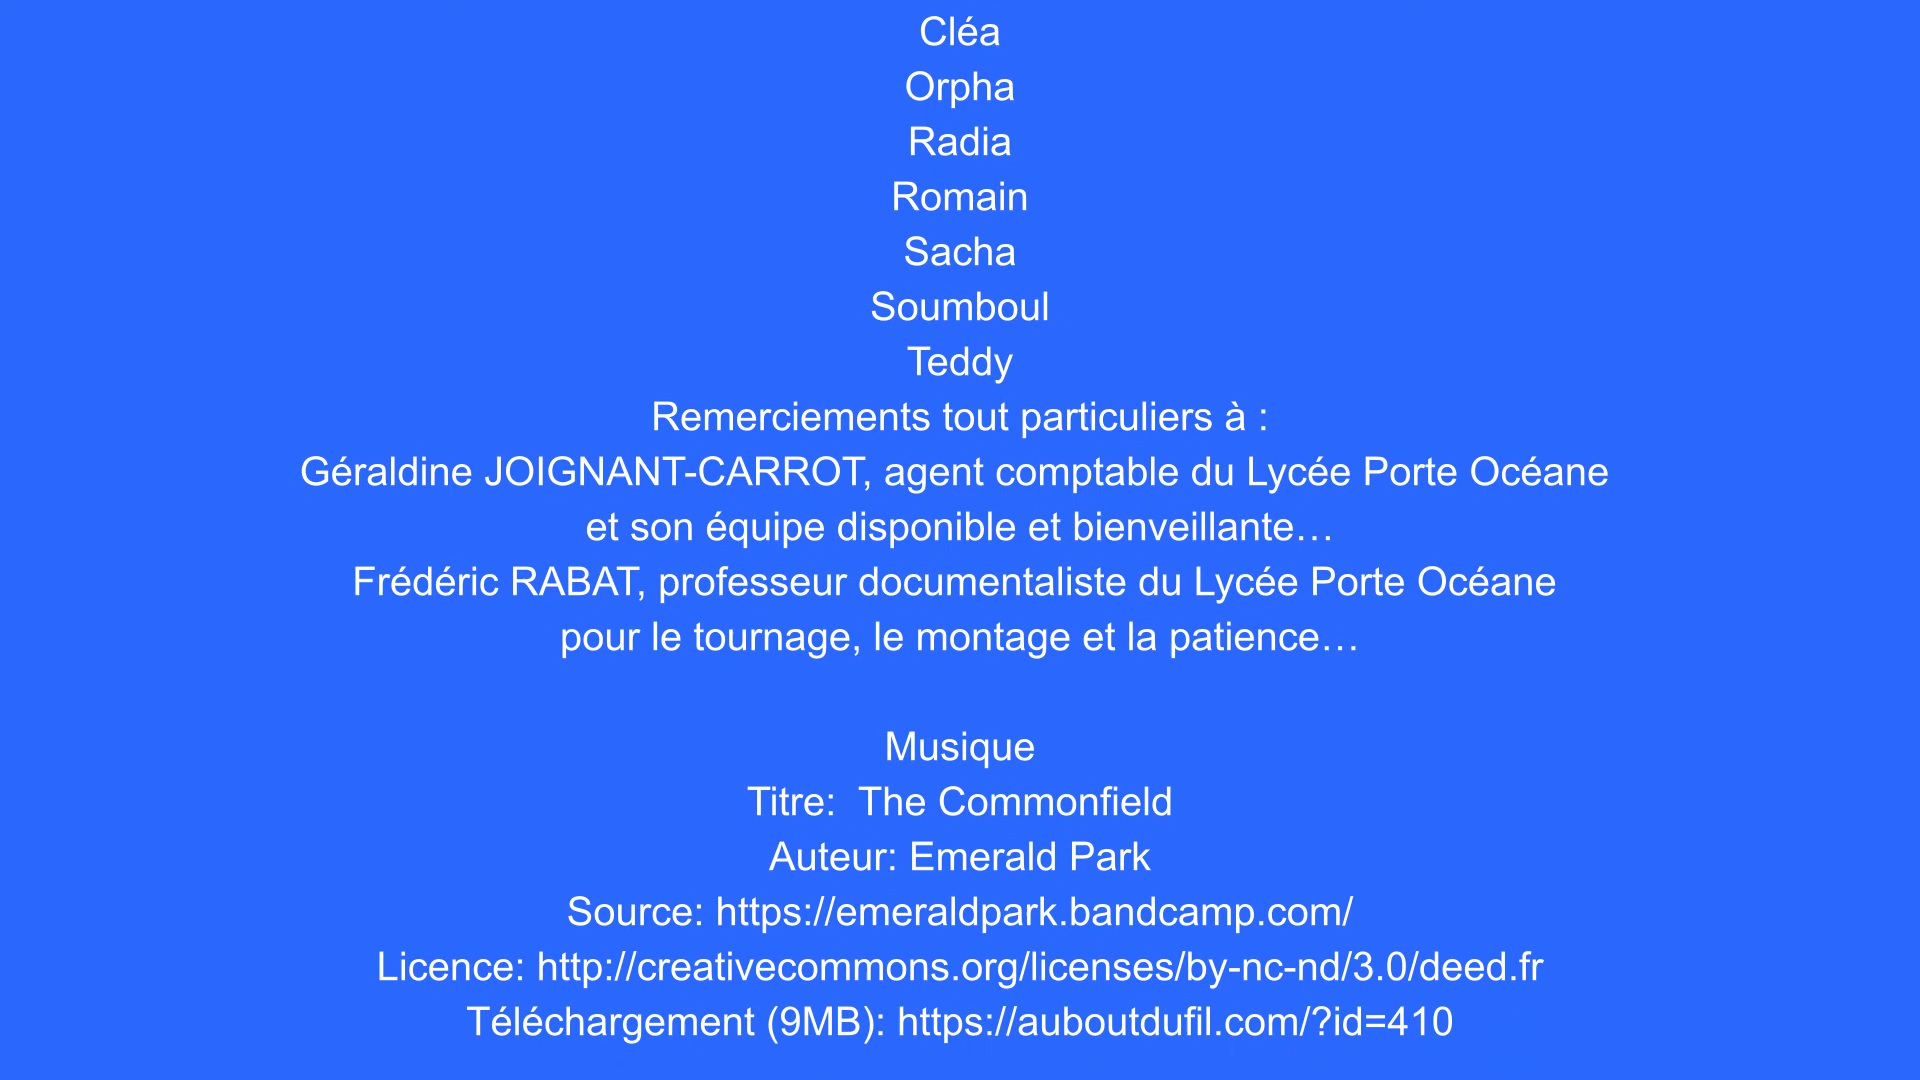 Cléa
Orpha
Radia
Romain
Sacha
Soumboul
Teddy
Remerciements tout particuliers à :
Géraldine JOIGNANT-CARROT, agent comptable du Lycée Porte Océane
et son équipe disponible et bienveillante…
Frédéric RABAT, professeur documentaliste du Lycée Porte Océane
pour le tournage, le montage et la patience…
Musique
Titre:  The Commonfield
Auteur: Emerald Park
Source: https://emeraldpark.bandcamp.com/
Licence: http://creativecommons.org/licenses/by-nc-nd/3.0/deed.fr
Téléchargement (9MB): https://auboutdufil.com/?id=410